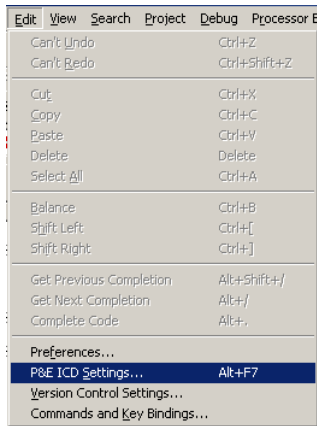 Edit View Search Project Debug Processor E
Can't Undo Ctrl+Z
Can't Redo Ctrl+Shift+Z
Cut Ctrl+X
Copy Ctrl+C
Paste Ctrl+V
Delete Delete
Select All Ctrl+A
Balance Ctrl+B
Shift Left Ctrl+[
Shift Right Ctrl+]
Get Previous Completion Alt+Shift+/
Get Next Completion Alt+/
Complete Code Alt+.
Preferences...
P&E ICD Settings... Alt+F7
Version Control Settings...
Commands and Key Bindings...